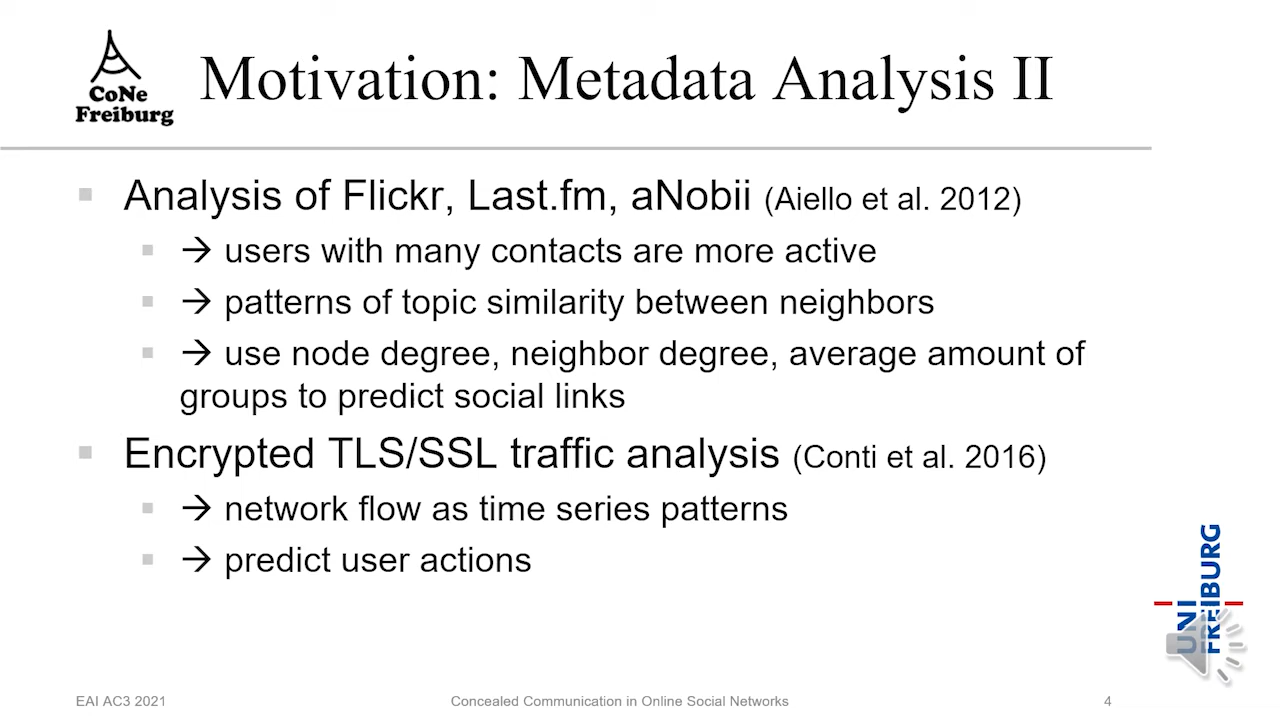 CoNe
Freiburg
Motivation: Metadata Analysis II
Analysis of Flickr, Last.fm, aNobii (Aiello et al. 2012)
→ users with many contacts are more active
→ patterns of topic similarity between neighbors
→ use node degree, neighbor degree, average amount of
groups to predict social links
Encrypted TLS/SSL traffic analysis (Conti et al. 2016)
→ network flow as time series patterns
→ predict user actions
UNI
FREIBURG
EAI AC3 2021
Concealed Communication in Online Social Networks
4